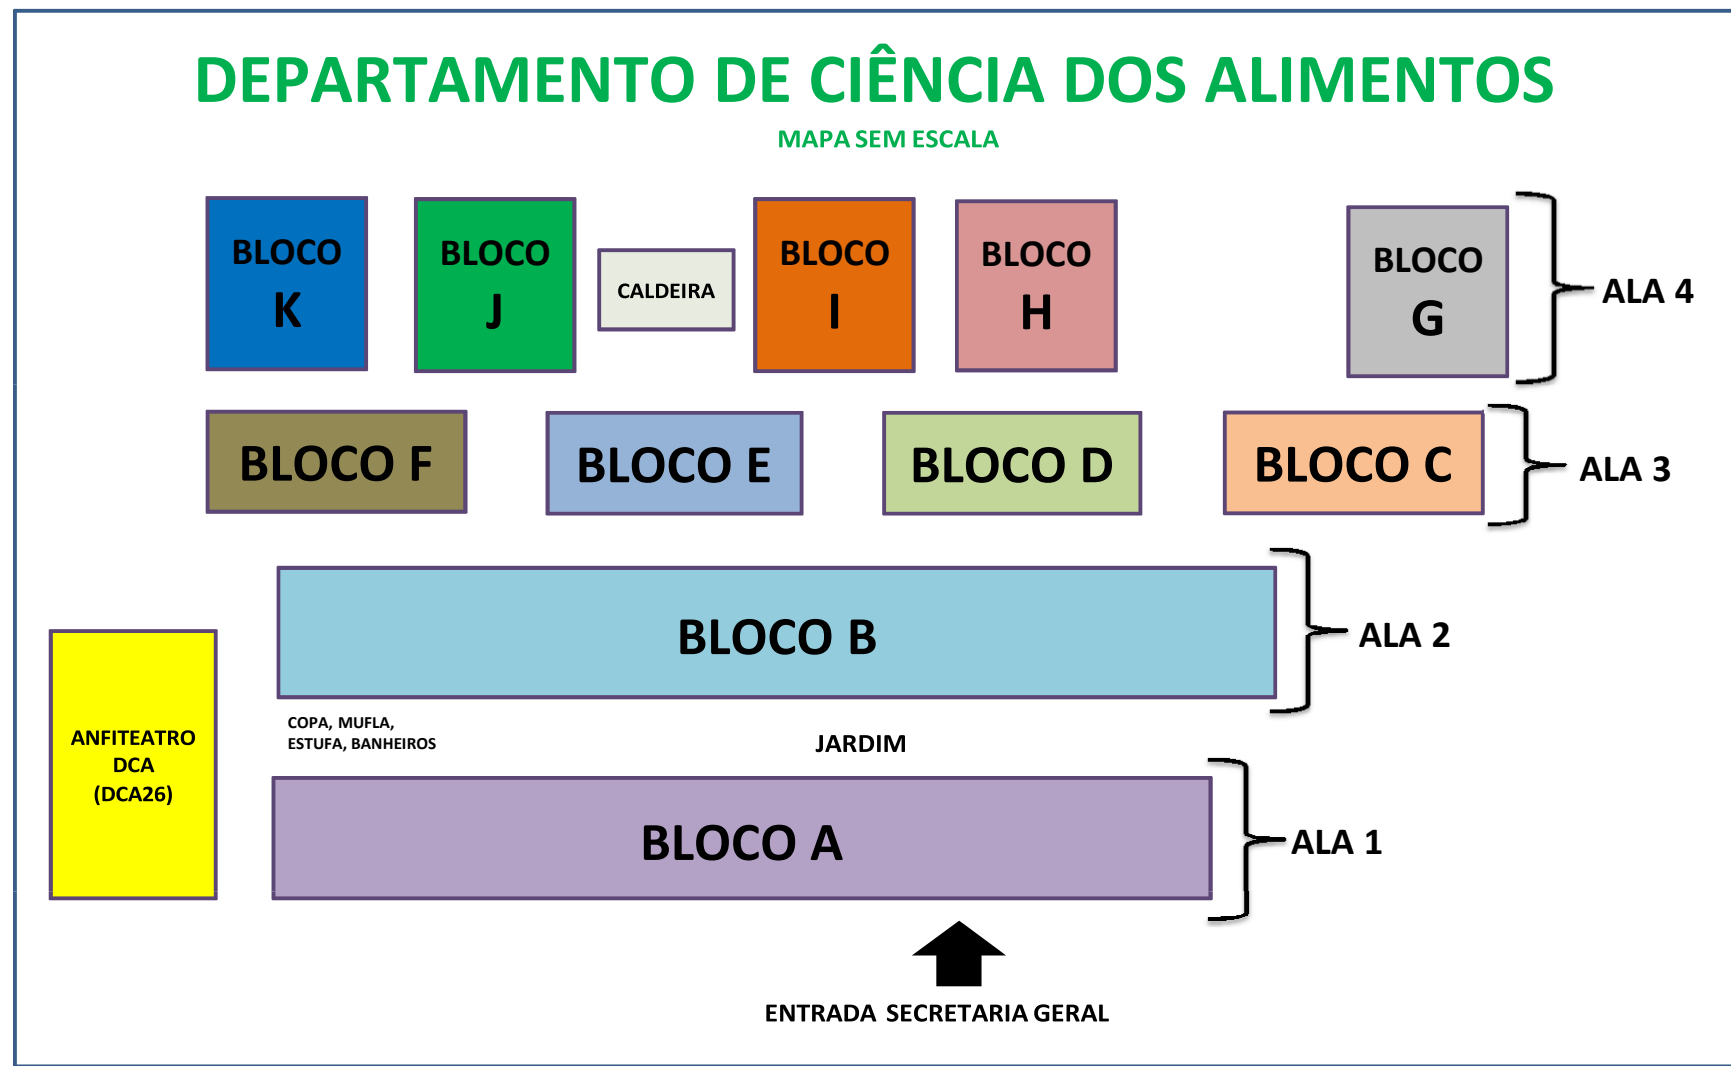 DEPARTAMENTO DE CIÊNCIA DOS ALIMENTOS
MAPA SEM ESCALA
BLOCO
K
BLOCO
J
CALDEIRA
BLOCO
I
BLOCO
H
BLOCO
G
ALA 4
BLOCO F
BLOCO E
BLOCO D
BLOCO C
ALA 3
BLOCO B
ALA 2
ANFITEATRO
DCA
(DCA26)
COPA, MUFLA,
ESTUFA, BANHEIROS
JARDIM
BLOCO A
ALA 1
ENTRADA SECRETARIA GERAL